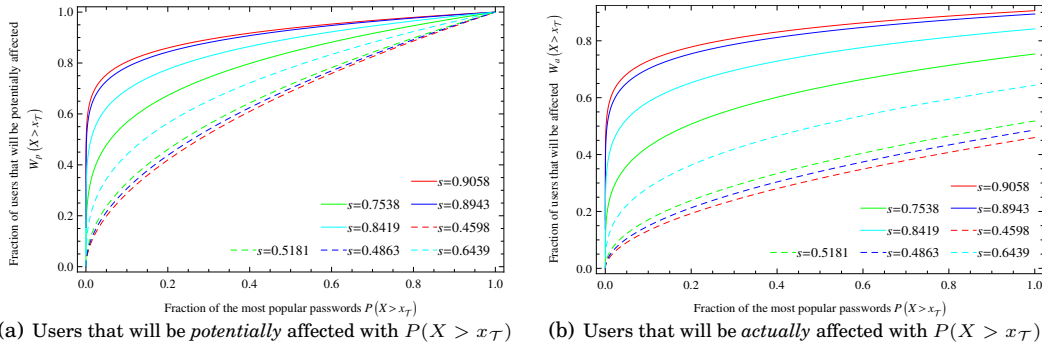 Fraction of users that will be potentially affected
W_p (X > x_𝒯)
1.0
0.8
0.6
0.4
0.2
0.0
s=0.9058
s=0.7538 s=0.8943
s=0.8419 s=0.4598
s=0.5181 s=0.4863 s=0.6439
0.0 0.2 0.4 0.6 0.8 1.0
Fraction of the most popular passwords P(X > x_𝒯)
(a) Users that will be potentially affected with P(X > x_𝒯)
Fraction of users that will be affected W_a (X > x_𝒯)
0.8
0.6
0.4
0.2
0.0
s=0.9058
s=0.7538 s=0.8943
s=0.8419 s=0.4598
s=0.5181 s=0.4863 s=0.6439
0.0 0.2 0.4 0.6 0.8 1.0
Fraction of the most popular passwords P(X > x_𝒯)
(b) Users that will be actually affected with P(X > x_𝒯)